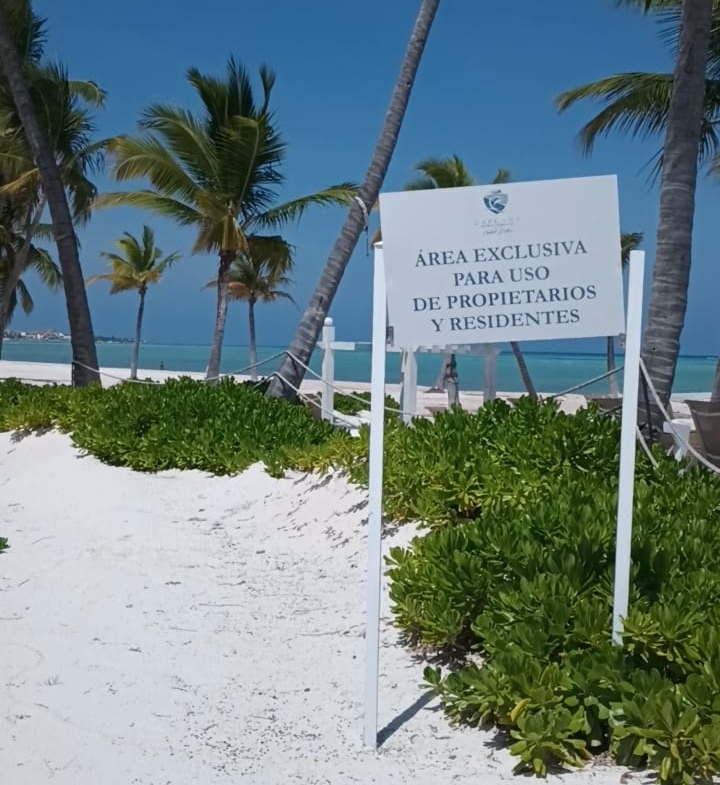 ÁREA EXCLUSIVA
PARA USO
DE PROPIETARIOS
Y RESIDENTES